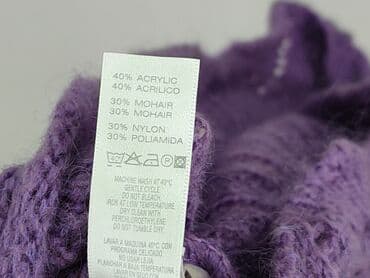 40% ACRYLIC
40% ACRILICO
30% MOHAIR
30% MOHAIR
30% NYLON
30% POLIAMIDA
MACHINE WASH AT 40°C
GENTLE CYCLE
DO NOT BLEACH
IRON AT LOW TEMPERATURE
DRY CLEAN WITH
PERCHLOROETHYLENE
DO NOT TUMBLE DRY
LAVAR A MAQUINA 40°C, CON
PROGRAMA DELICADO
NO USAR LEJIA
A BAJA TEMPERATURA